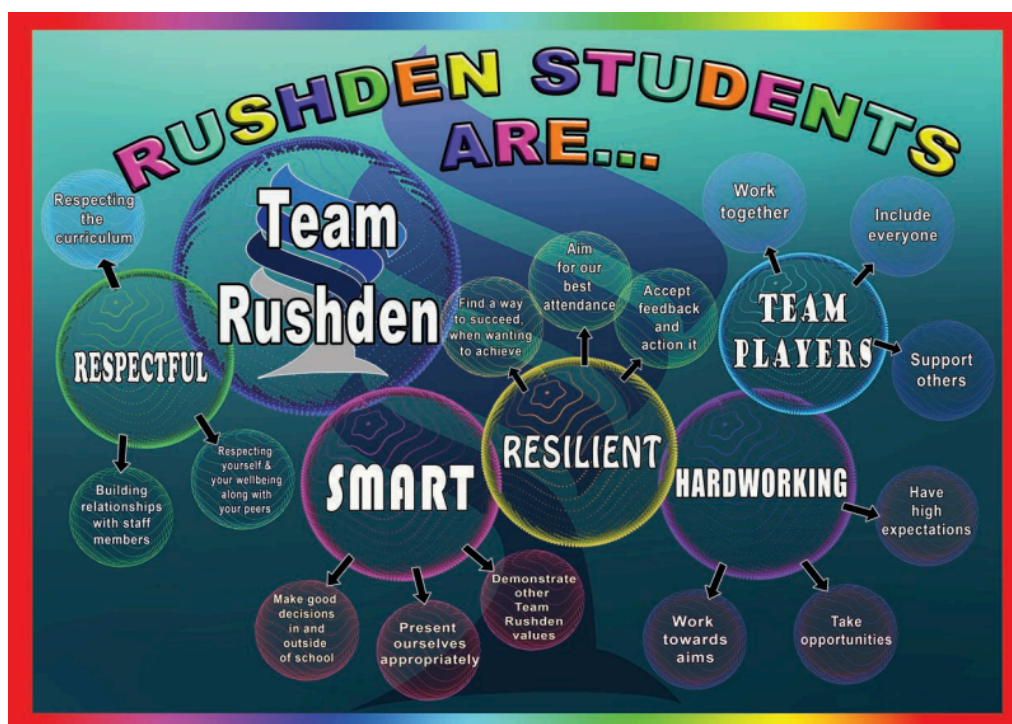 RUSHDEN STUDENTS
ARE...
Team
Rushden
RESPECTFUL
Respecting
the
curriculum
Building
relationships
with staff
members
Respecting
yourself &
your wellbeing
along with
your peers
SMART
Make good
decisions
in and
outside
of school
Present
ourselves
appropriately
Demonstrate
other
Team
Rushden
values
RESILIENT
Find a way
to succeed,
when wanting
to achieve
Aim
for our
best
attendance
Accept
feedback
and
action it
HARDWORKING
Work
towards
aims
Take
opportunities
Have
high
expectations
TEAM
PLAYERS
Work
together
Include
everyone
Support
others